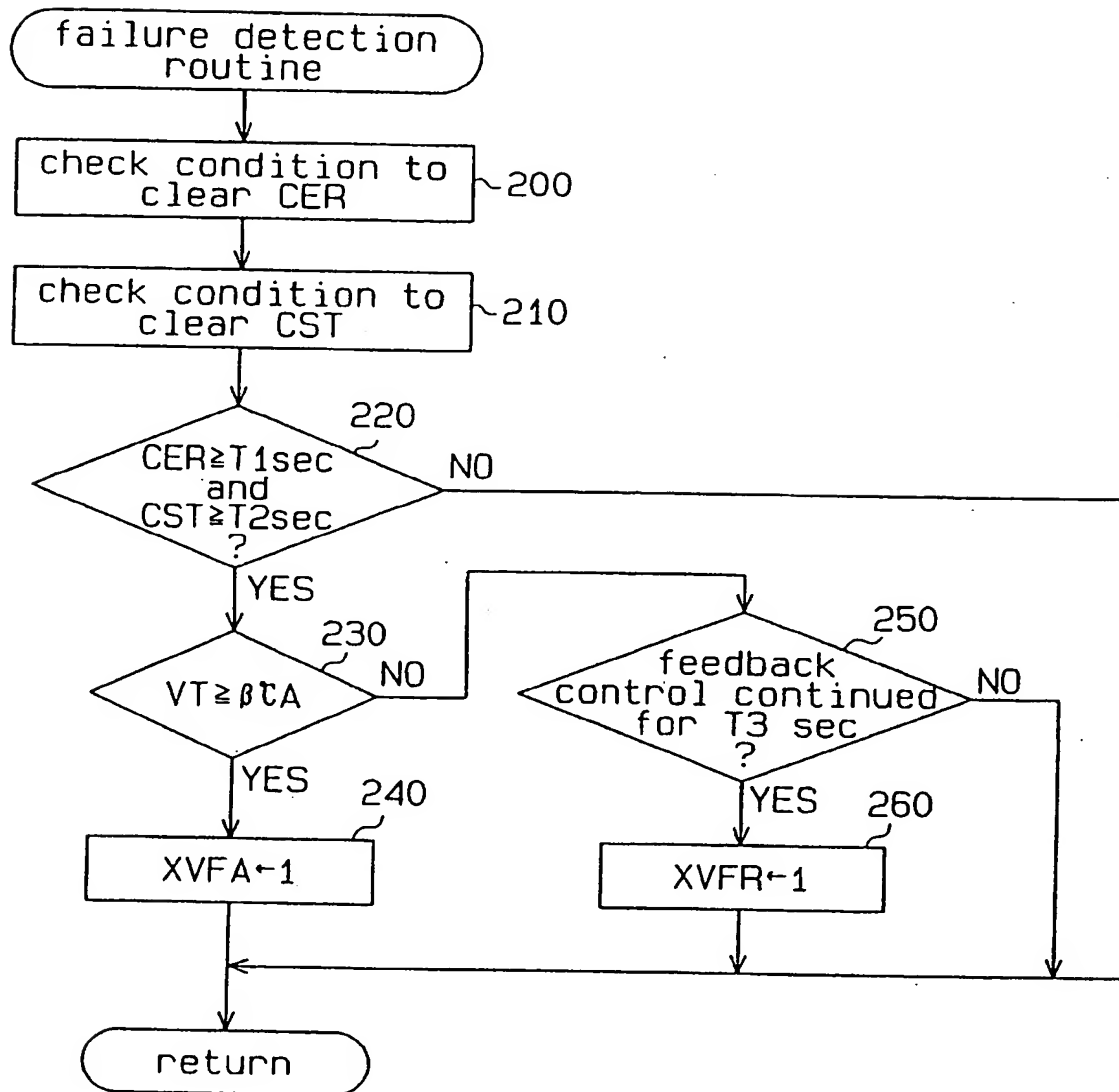 failure detection
routine
check condition to
clear CER
200
check condition to
clear CST
210
220
CER≧T1sec
and
CST≧T2sec
?
NO
YES
230
VT≧β℃A
NO
YES
240
XVFA←1
250
feedback
control continued
for T3 sec
?
NO
YES
260
XVFR←1
return